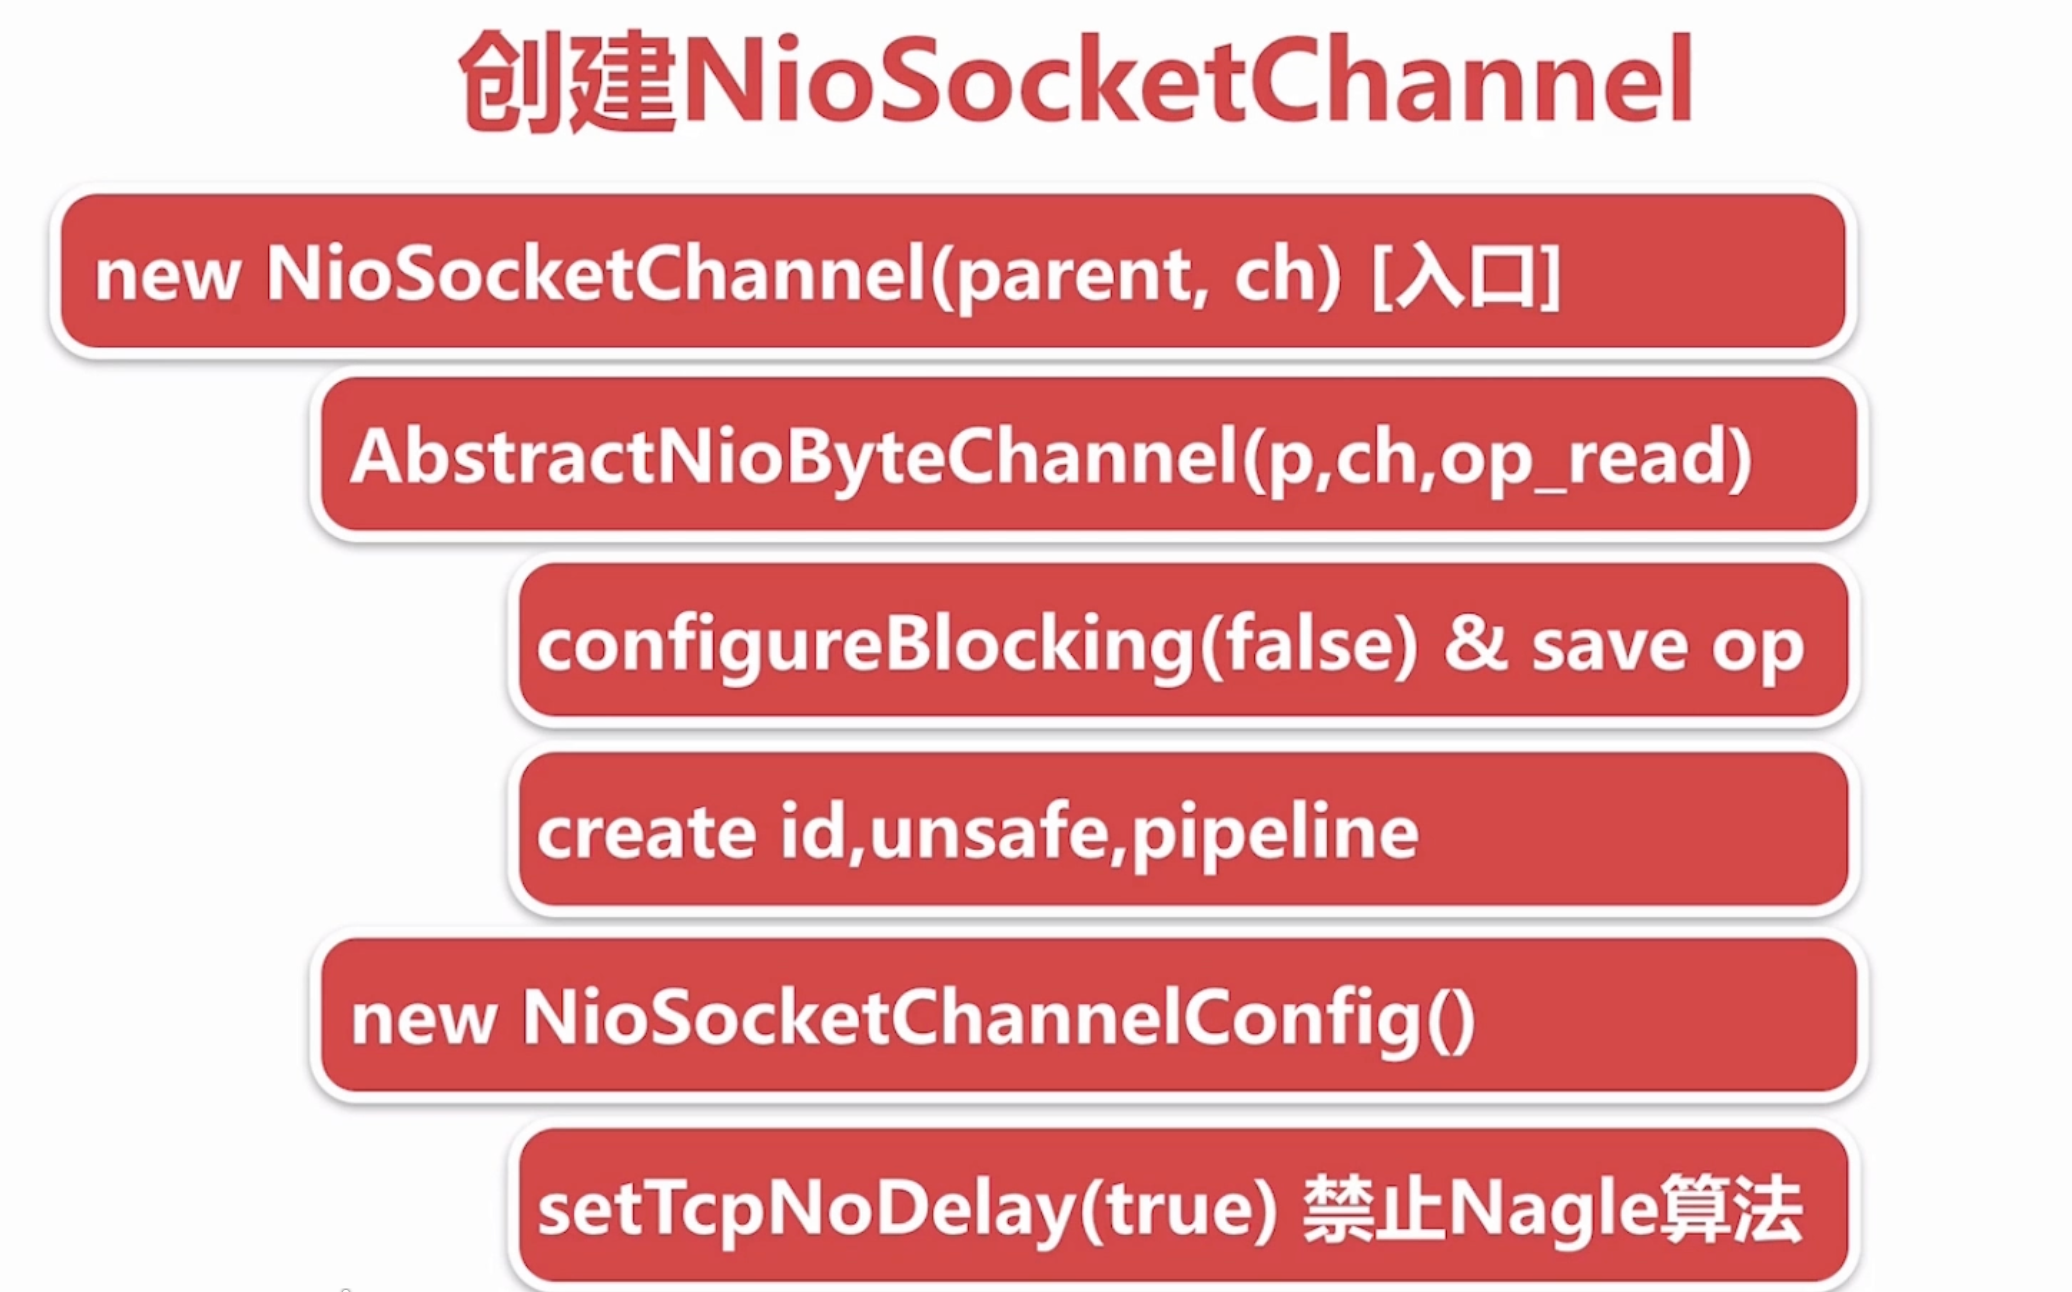 创建NioSocketChannel
new NioSocketChannel(parent, ch) [入口]
AbstractNioByteChannel(p,ch,op_read)
configureBlocking(false) & save op
create id,unsafe,pipeline
new NioSocketChannelConfig()
setTcpNoDelay(true) 禁止Nagle算法